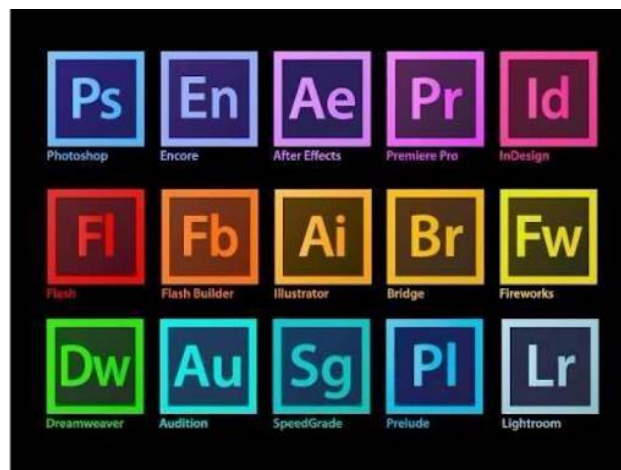 Ps En Ae Pr Id
Photoshop Encore After Effects Premiere Pro InDesign
Fl Fb Ai Br Fw
Flash Flash Builder Illustrator Bridge Fireworks
Dw Au Sg Pl Lr
Dreamweaver Audition SpeedGrade Prelude Lightroom